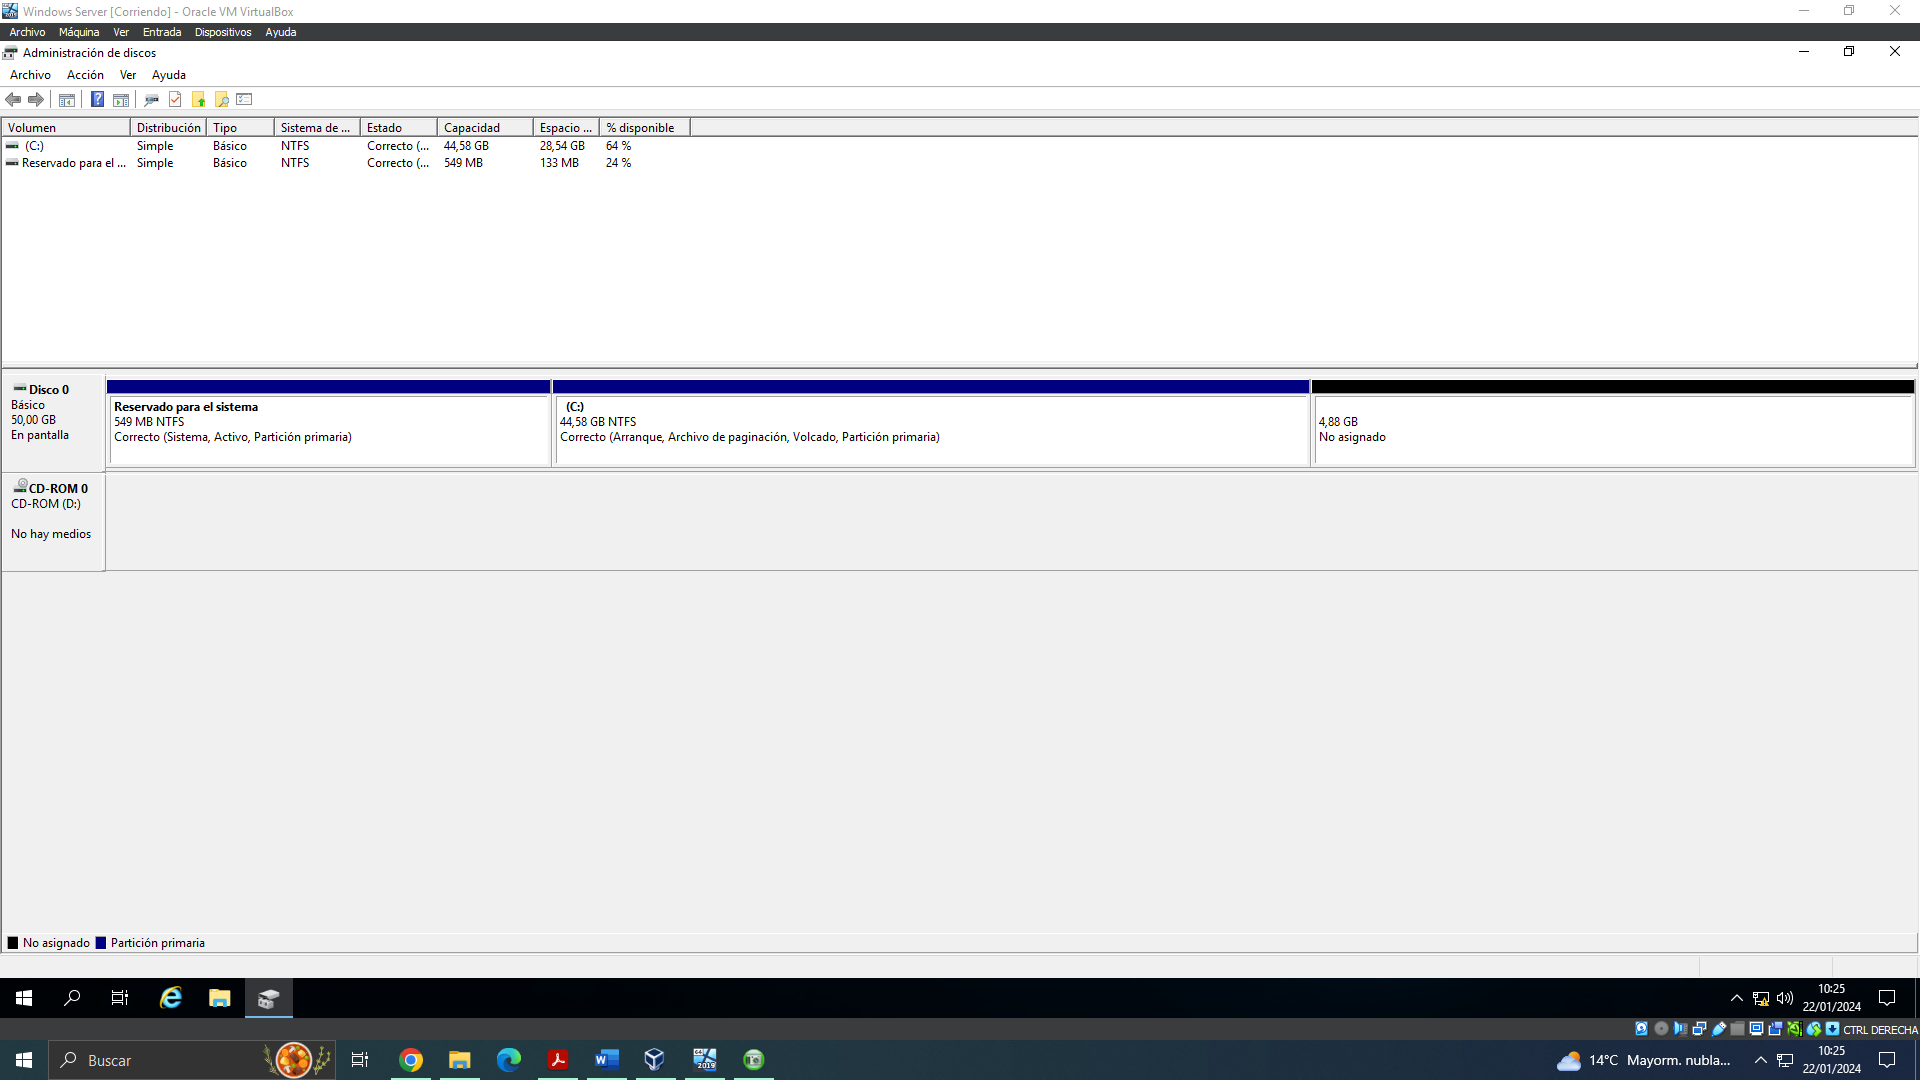 Windows Server [Corriendo] - Oracle VM VirtualBox
Archivo Máquina Ver Entrada Dispositivos Ayuda
Administración de discos
Archivo Acción Ver Ayuda
Volumen Distribución Tipo Sistema de ... Estado Capacidad Espacio ... % disponible
(C:) Simple Básico NTFS Correcto (... 44,58 GB 28,54 GB 64 %
Reservado para el ... Simple Básico NTFS Correcto (... 549 MB 133 MB 24 %
Disco 0
Básico
50,00 GB
En pantalla
Reservado para el sistema
549 MB NTFS
Correcto (Sistema, Activo, Partición primaria)
(C:)
44,58 GB NTFS
Correcto (Arranque, Archivo de paginación, Volcado, Partición primaria)
4,88 GB
No asignado
CD-ROM 0
CD-ROM (D:)
No hay medios
No asignado Partición primaria
10:25
22/01/2024
CTRL DERECHA
Buscar
2019
14°C Mayorm. nubla...
10:25
22/01/2024